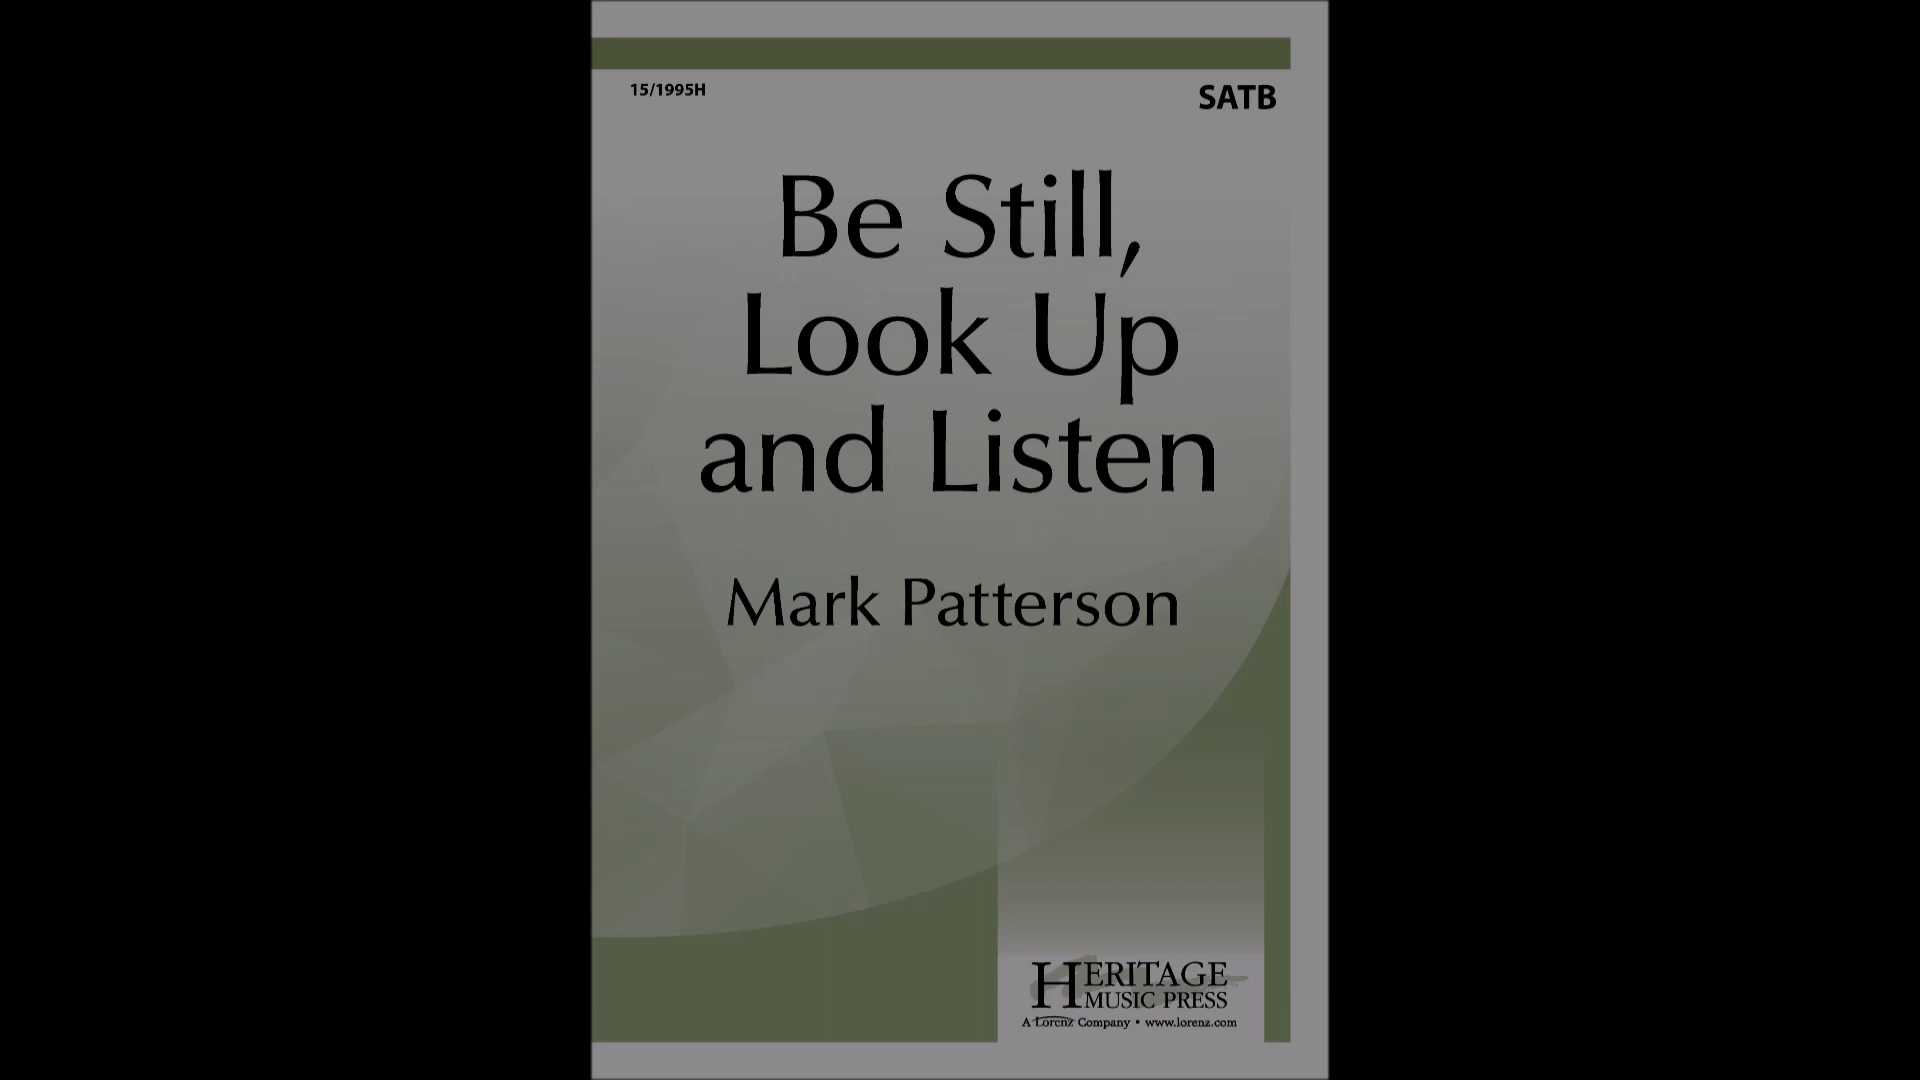 15/1995H
SATB
Be Still,
Look Up
and Listen
Mark Patterson
HERITAGE
MUSIC PRESS
A Lorenz Company • www.lorenz.com